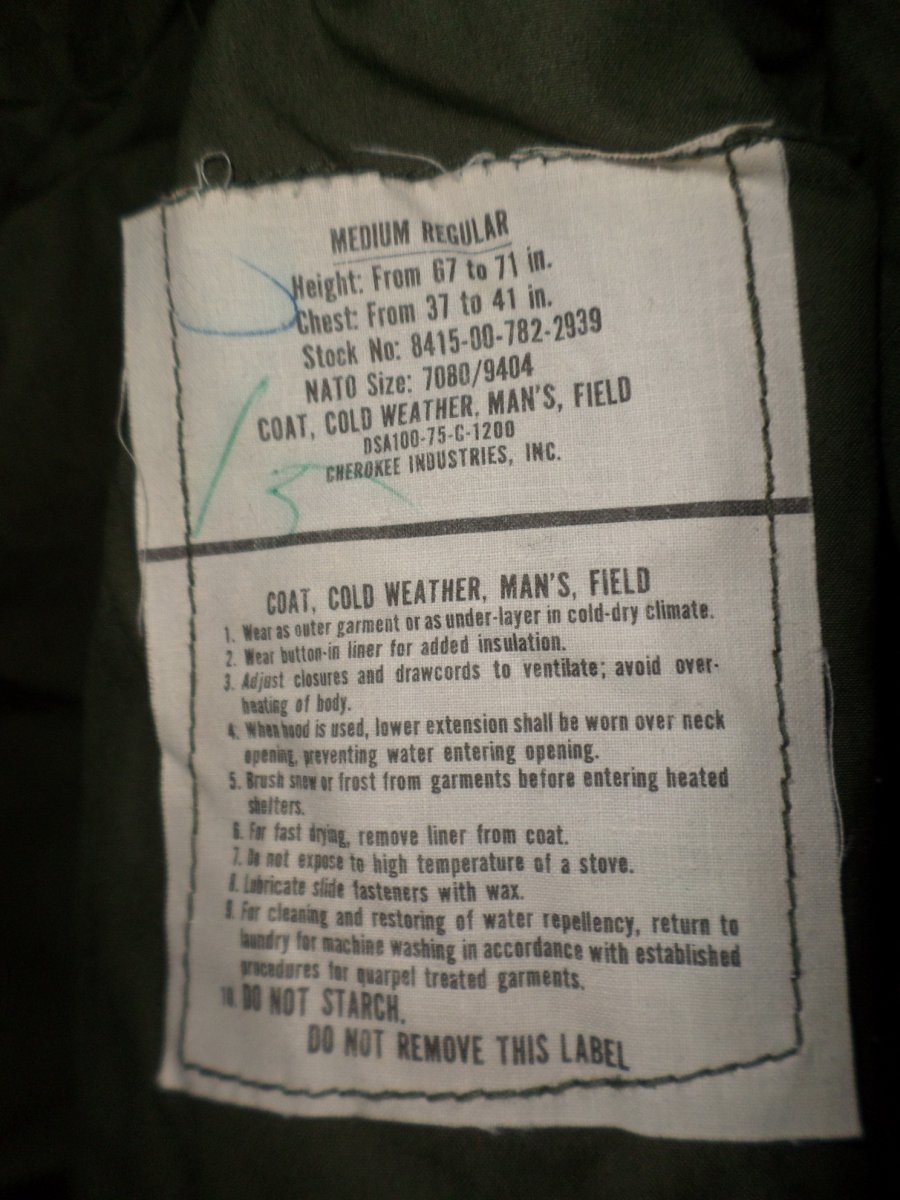 MEDIUM REGULAR
Height: From 67 to 71 in.
Chest: From 37 to 41 in.
Stock No: 8415-00-782-2939
NATO Size: 7080/9404
COAT, COLD WEATHER, MAN'S, FIELD
DSA100-75-C-1200
CHEROKEE INDUSTRIES, INC.
COAT, COLD WEATHER, MAN'S, FIELD
1. Wear as outer garment or as under-layer in cold-dry climate.
2. Wear button-in liner for added insulation.
3. Adjust closures and drawcords to ventilate; avoid over-
heating of body.
4. When hood is used, lower extension shall be worn over neck
opening, preventing water entering opening.
5. Brush snow or frost from garments before entering heated
shelters.
6. For fast drying, remove liner from coat.
7. Do not expose to high temperature of a stove.
8. Lubricate slide fasteners with wax.
9. For cleaning and restoring of water repellency, return to
laundry for machine washing in accordance with established
procedures for quarpel treated garments.
10. DO NOT STARCH.
DO NOT REMOVE THIS LABEL